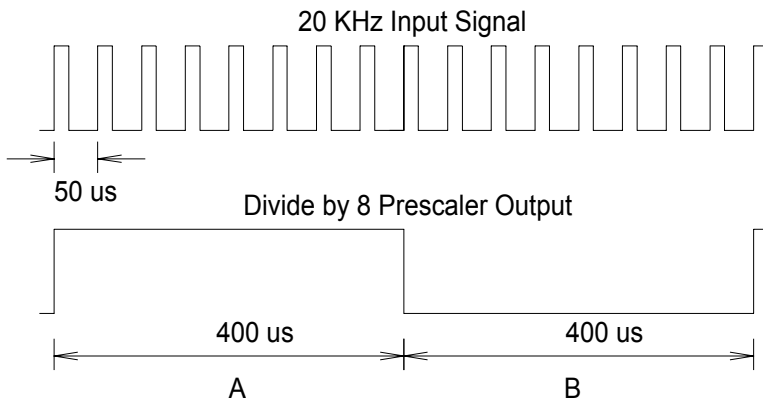 20 KHz Input Signal
50 us
Divide by 8 Prescaler Output
400 us
400 us
A
B